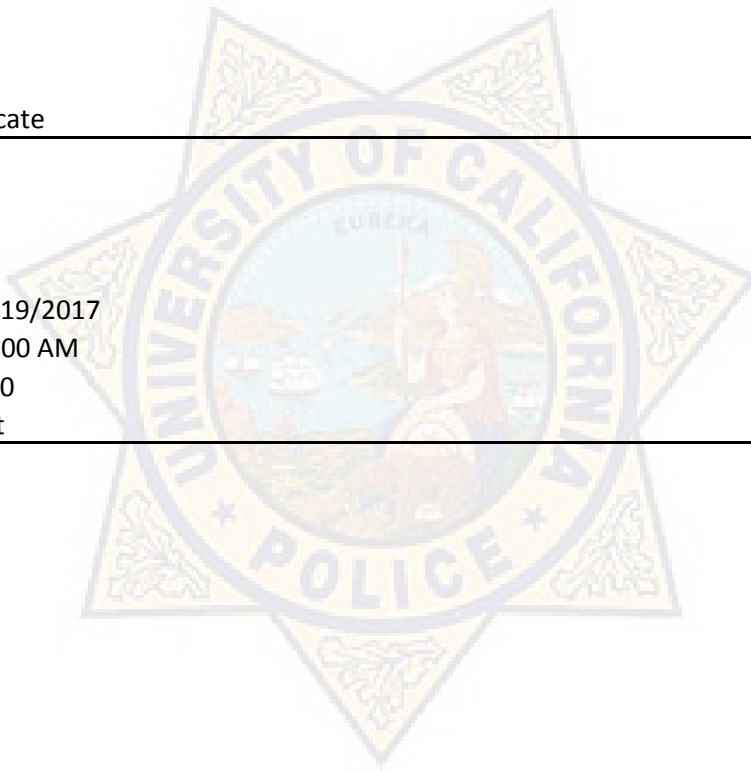 cate
UNIVERSITY OF CALIFORNIA
EUREKA
19/2017
00 AM
0
t
POLICE